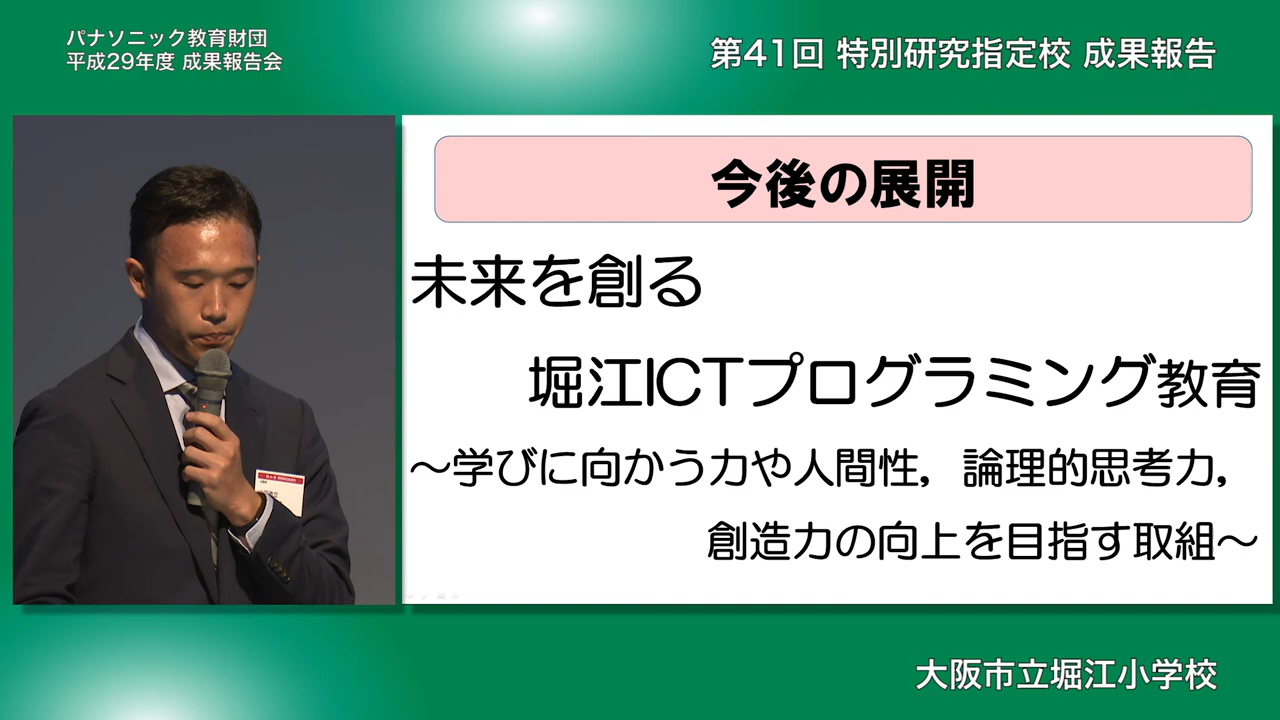 パナソニック教育財団
平成29年度 成果報告会
第41回 特別研究指定校 成果報告
今後の展開
未来を創る
堀江ICTプログラミング教育
～学びに向かう力や人間性，論理的思考力，
創造力の向上を目指す取組～
大阪市立堀江小学校